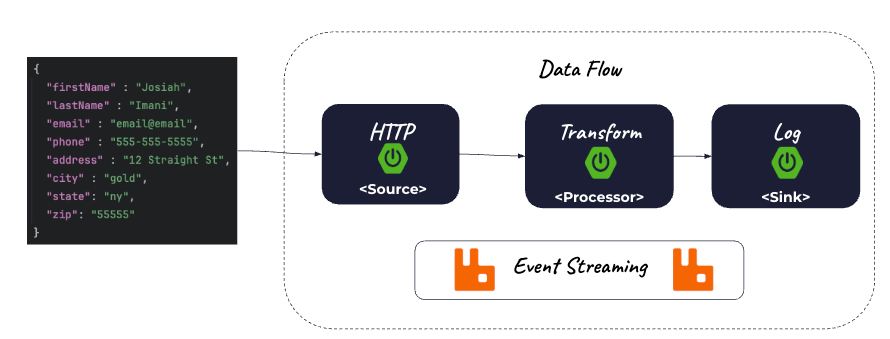 {
"firstName" : "Josiah",
"lastName" : "Imani",
"email" : "email@email",
"phone" : "555-555-5555",
"address" : "12 Straight St",
"city" : "gold",
"state": "ny",
"zip": "55555"
}
Data Flow
HTTP
<Source>
Transform
<Processor>
Log
<Sink>
Event Streaming